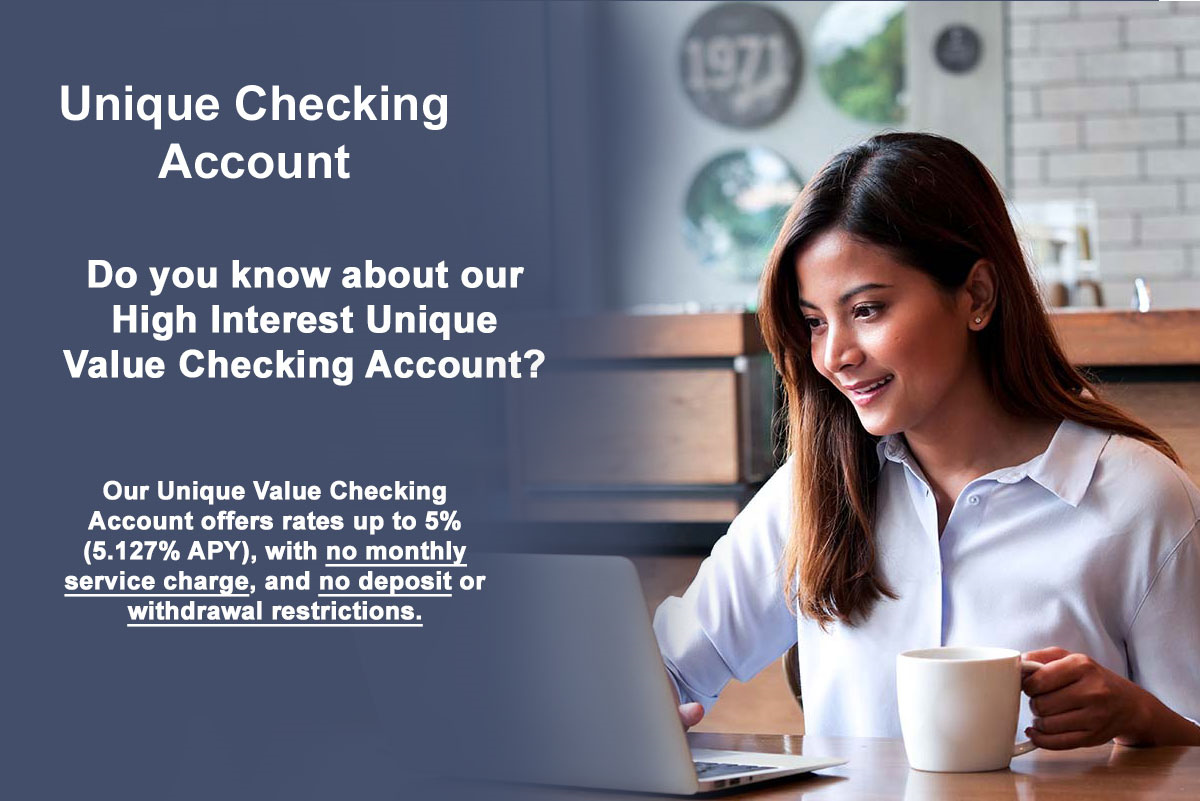 1971
Unique Checking
Account
Do you know about our
High Interest Unique
Value Checking Account?
Our Unique Value Checking
Account offers rates up to 5%
(5.127% APY), with no monthly
service charge, and no deposit or
withdrawal restrictions.